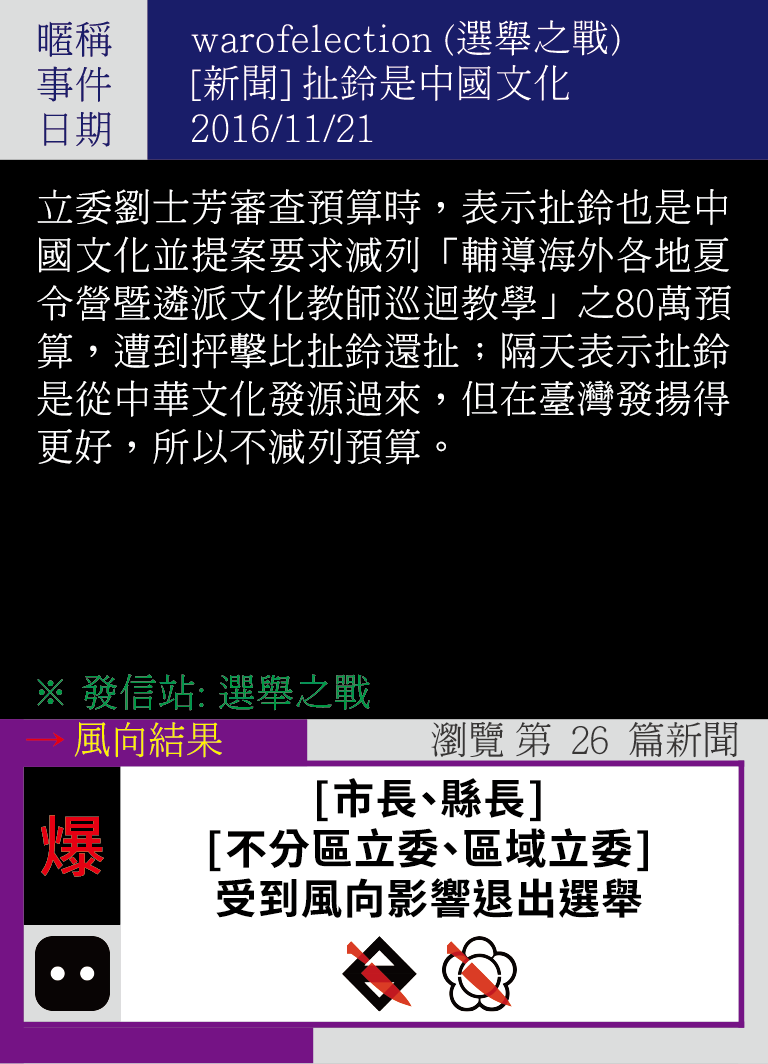 暱稱 warofelection (選舉之戰)
事件 [新聞] 扯鈴是中國文化
日期 2016/11/21
立委劉士芳審查預算時，表示扯鈴也是中
國文化並提案要求減列「輔導海外各地夏
令營暨遴派文化教師巡迴教學」之80萬預
算，遭到抨擊比扯鈴還扯；隔天表示扯鈴
是從中華文化發源過來，但在臺灣發揚得
更好，所以不減列預算。
※ 發信站: 選舉之戰
→ 風向結果 瀏覽 第 26 篇新聞
爆
[市長、縣長]
[不分區立委、區域立委]
受到風向影響退出選舉